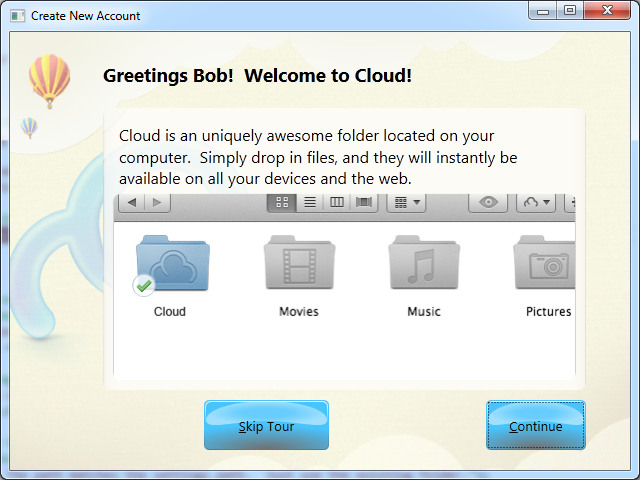 Create New Account
Greetings Bob!  Welcome to Cloud!
Cloud is an uniquely awesome folder located on your
computer.  Simply drop in files, and they will instantly be
available on all your devices and the web.
Cloud Movies Music Pictures
Skip Tour Continue